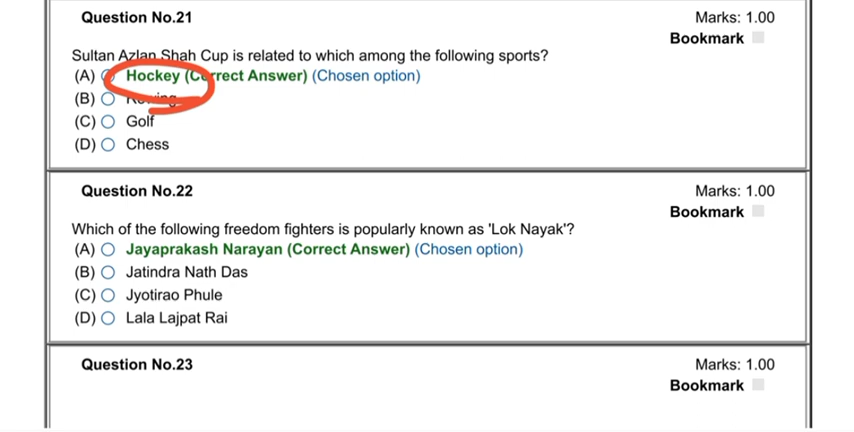 Question No.21 Marks: 1.00
Bookmark
Sultan Azlan Shah Cup is related to which among the following sports?
(A) Hockey (Correct Answer) (Chosen option)
(B) Rowing
(C) Golf
(D) Chess
Question No.22 Marks: 1.00
Bookmark
Which of the following freedom fighters is popularly known as 'Lok Nayak'?
(A) Jayaprakash Narayan (Correct Answer) (Chosen option)
(B) Jatindra Nath Das
(C) Jyotirao Phule
(D) Lala Lajpat Rai
Question No.23 Marks: 1.00
Bookmark